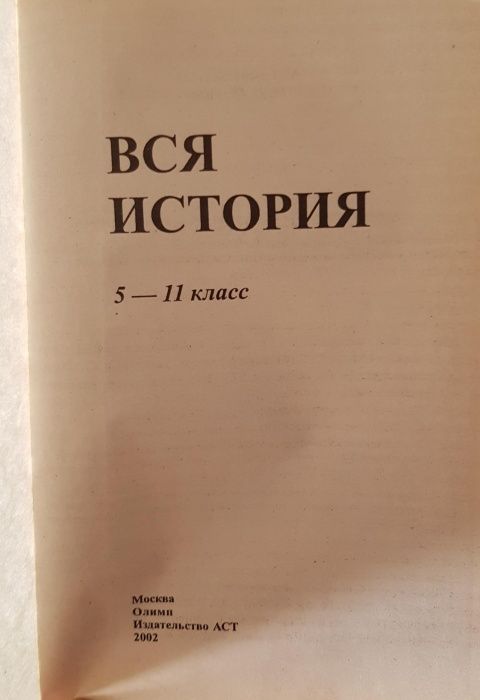 ВСЯ
ИСТОРИЯ
5 — 11 класс
Москва
Олимп
Издательство АСТ
2002